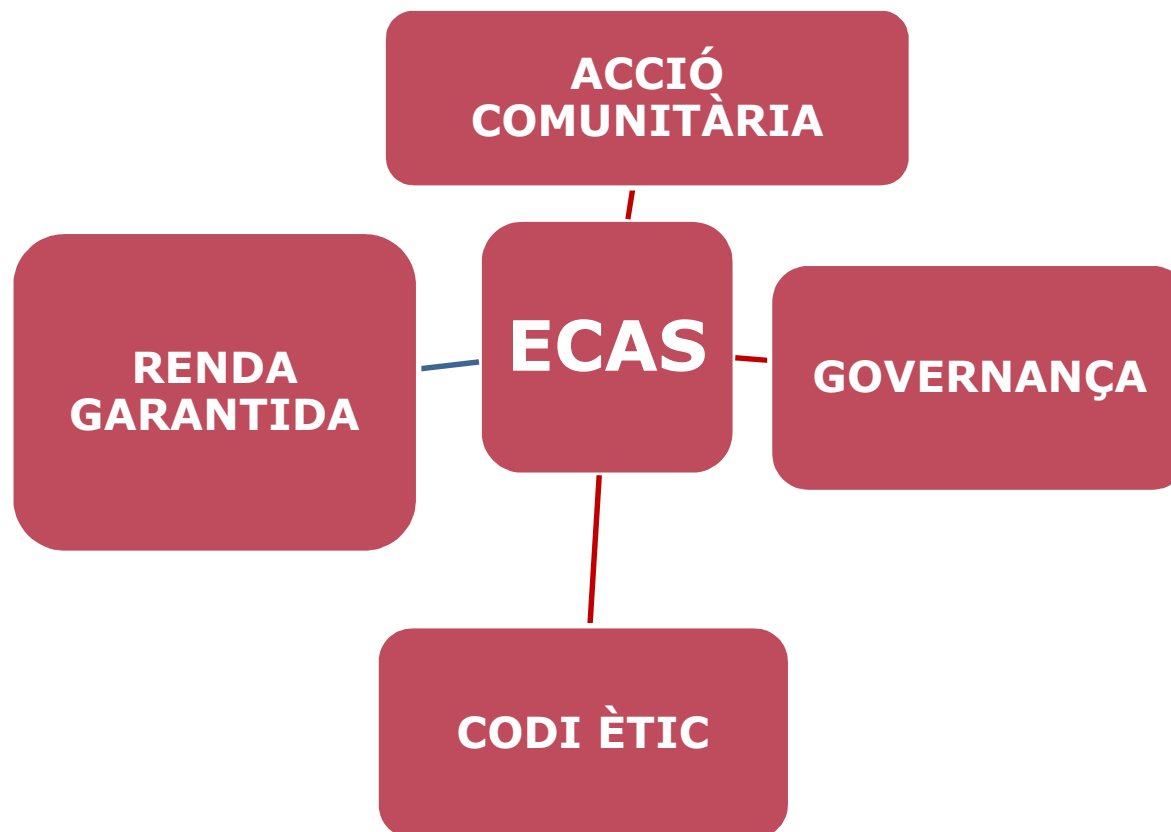 ACCIÓ
COMUNITÀRIA
ECAS
RENDA
GARANTIDA
GOVERNANÇA
CODI ÈTIC